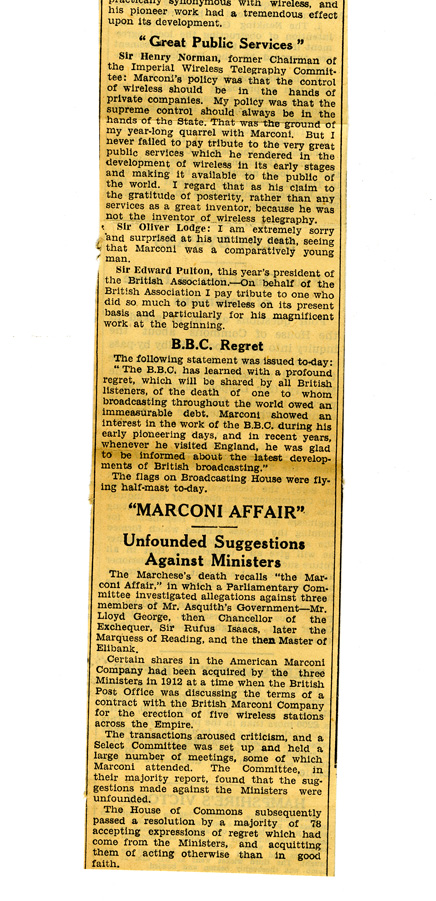 practically synonymous with wireless, and
his pioneer work had a tremendous effect
upon its development.
"Great Public Services"
Sir Henry Norman, former Chairman of
the Imperial Wireless Telegraphy Commit-
tee: Marconi's policy was that the control
of wireless should be in the hands of
private companies. My policy was that the
supreme control should always be in the
hands of the State. That was the ground of
my year-long quarrel with Marconi. But I
never failed to pay tribute to the very great
public services which he rendered in the
development of wireless in its early stages
and making it available to the public of
the world. I regard that as his claim to
the gratitude of posterity, rather than any
services as a great inventor, because he was
not the inventor of wireless telegraphy.
Sir Oliver Lodge: I am extremely sorry
and surprised at his untimely death, seeing
that Marconi was a comparatively young
man.
Sir Edward Pulton, this year's president of
the British Association.—On behalf of the
British Association I pay tribute to one who
did so much to put wireless on its present
basis and particularly for his magnificent
work at the beginning.
B.B.C. Regret
The following statement was issued to-day:
"The B.B.C. has learned with a profound
regret, which will be shared by all British
listeners, of the death of one to whom
broadcasting throughout the world owed an
immeasurable debt. Marconi showed an
interest in the work of the B.B.C. during his
early pioneering days, and in recent years,
whenever he visited England, he was glad
to be informed about the latest develop-
ments of British broadcasting."
The flags on Broadcasting House were fly-
ing half-mast to-day.
"MARCONI AFFAIR"
Unfounded Suggestions
Against Ministers
The Marchese's death recalls "the Mar-
coni Affair," in which a Parliamentary Com-
mittee investigated allegations against three
members of Mr. Asquith's Government—Mr.
Lloyd George, then Chancellor of the
Exchequer, Sir Rufus Isaacs, later the
Marquess of Reading, and the then Master of
Elibank.
Certain shares in the American Marconi
Company had been acquired by the three
Ministers in 1912 at a time when the British
Post Office was discussing the terms of a
contract with the British Marconi Company
for the erection of five wireless stations
across the Empire.
The transactions aroused criticism, and a
Select Committee was set up and held a
large number of meetings, some of which
Marconi attended. The Committee, in
their majority report, found that the sug-
gestions made against the Ministers were
unfounded.
The House of Commons subsequently
passed a resolution by a majority of 78
accepting expressions of regret which had
come from the Ministers, and acquitting
them of acting otherwise than in good
faith.